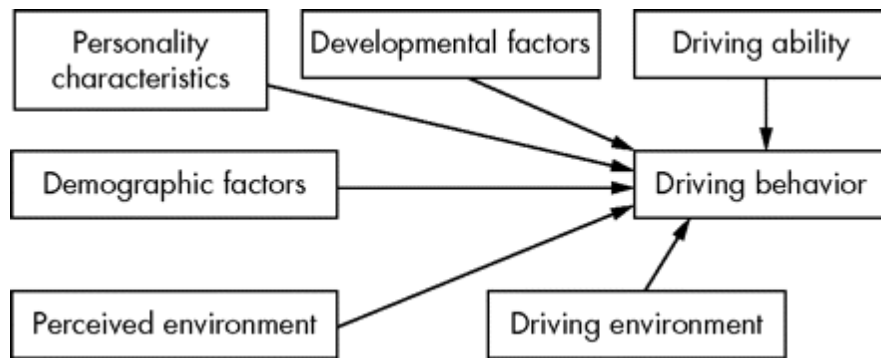 Personality
characteristics
Developmental factors
Driving ability
Demographic factors
Driving behavior
Perceived environment
Driving environment